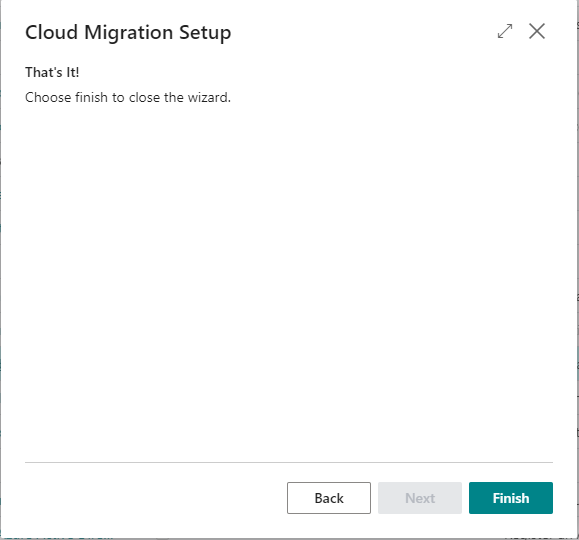 Cloud Migration Setup
That's It!
Choose finish to close the wizard.
Back
Next
Finish